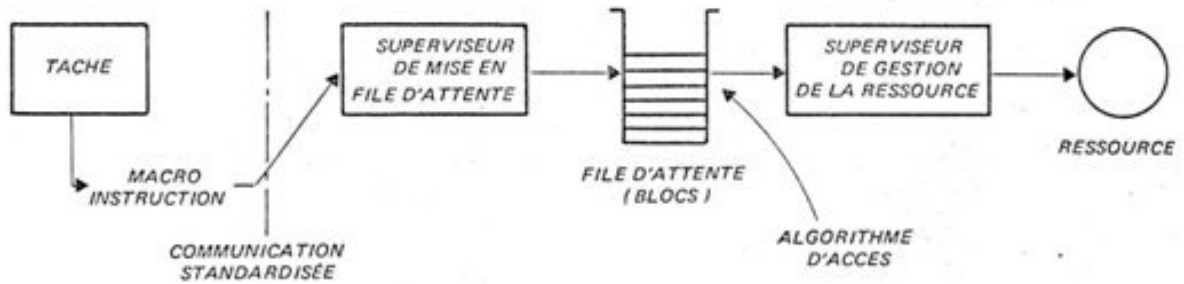 TACHE
MACRO
INSTRUCTION
COMMUNICATION
STANDARDISÉE
SUPERVISEUR
DE MISE EN
FILE D'ATTENTE
FILE D'ATTENTE
( BLOCS )
ALGORITHME
D'ACCES
SUPERVISEUR
DE GESTION
DE LA RESSOURCE
RESSOURCE